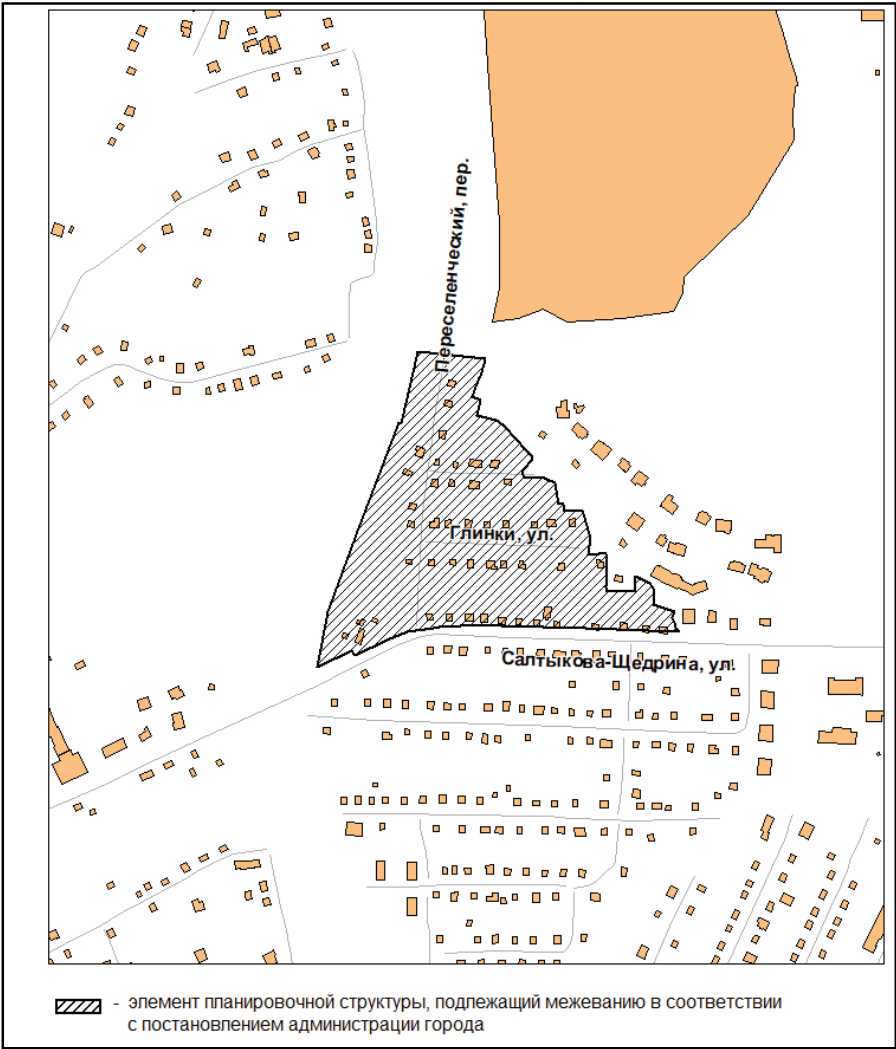 Переселенческий, пер.
Глинки, ул.
Салтыкова-Щедрина, ул.
- элемент планировочной структуры, подлежащий межеванию в соответствии
с постановлением администрации города